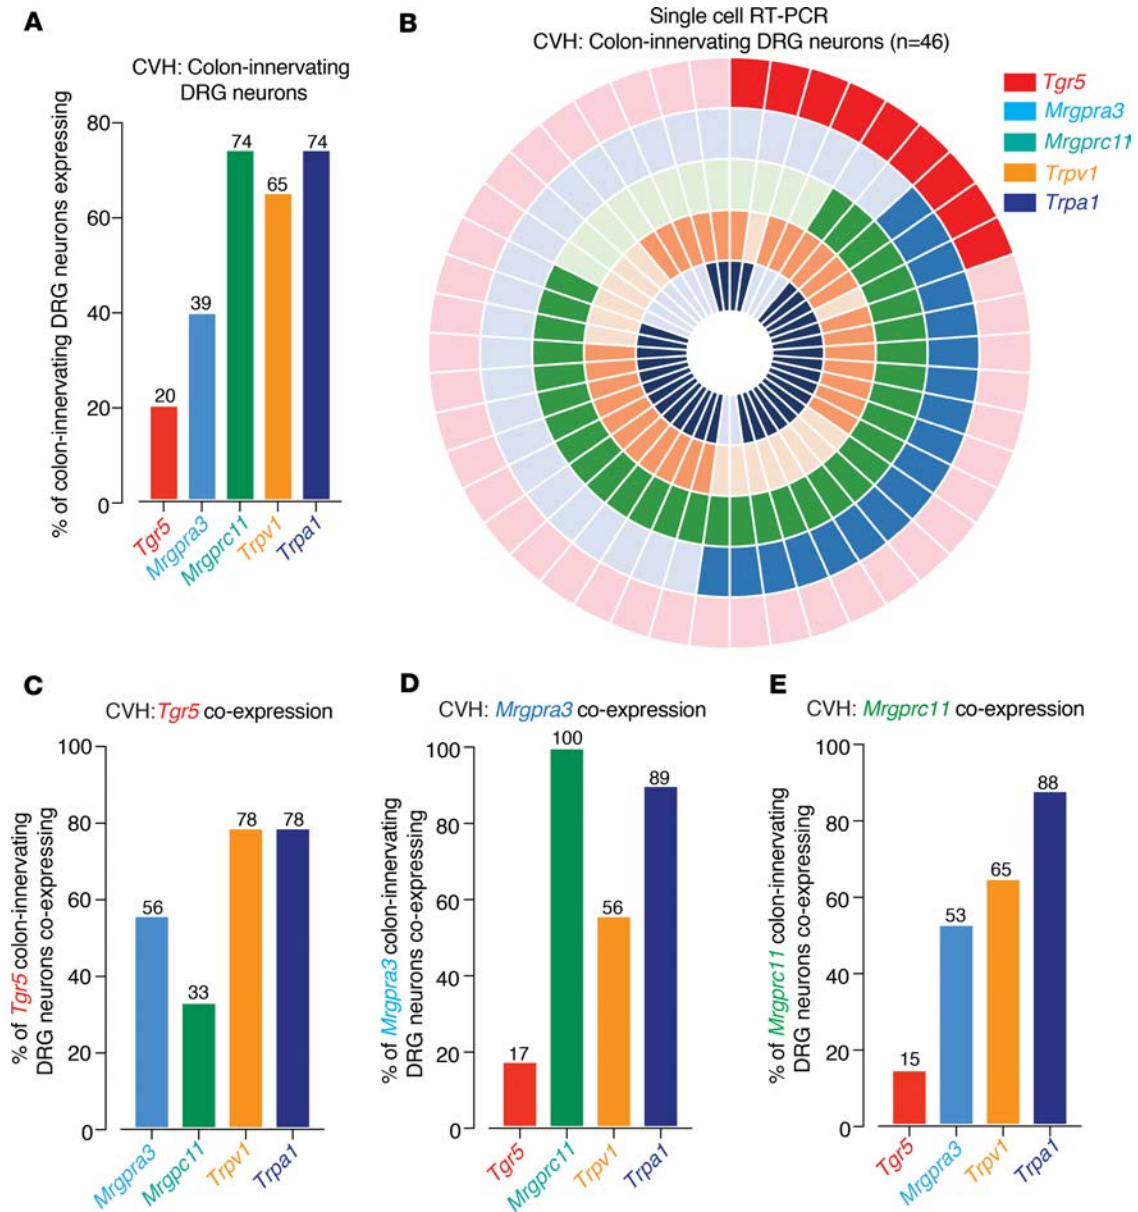 A
CVH: Colon-innervating
DRG neurons
% of colon-innervating DRG neurons expressing
80
60
40
20
0
20
39
74
65
74
Tgr5
Mrgpra3
Mrgprc11
Trpv1
Trpa1
B
Single cell RT-PCR
CVH: Colon-innervating DRG neurons (n=46)
Tgr5
Mrgpra3
Mrgprc11
Trpv1
Trpa1
C
CVH: Tgr5 co-expression
% of Tgr5 colon-innervating
DRG neurons co-expressing
100
80
60
40
20
0
56
33
78
78
Mrgpra3
Mrgpc11
Trpv1
Trpa1
D
CVH: Mrgpra3 co-expression
% of Mrgpra3 colon-innervating
DRG neurons co-expressing
100
80
60
40
20
0
17
100
56
89
Tgr5
Mrgprc11
Trpv1
Trpa1
E
CVH: Mrgprc11 co-expression
% of Mrgprc11 colon-innervating
DRG neurons co-expressing
100
80
60
40
20
0
15
53
65
88
Tgr5
Mrgpra3
Trpv1
Trpa1